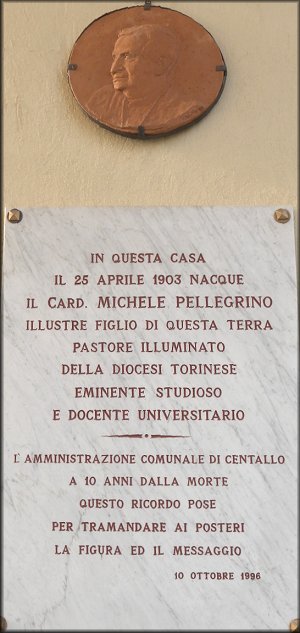 IN QUESTA CASA
IL 25 APRILE 1903 NACQUE
IL CARD. MICHELE PELLEGRINO
ILLUSTRE FIGLIO DI QUESTA TERRA
PASTORE ILLUMINATO
DELLA DIOCESI TORINESE
EMINENTE STUDIOSO
E DOCENTE UNIVERSITARIO
L'AMMINISTRAZIONE COMUNALE DI CENTALLO
A 10 ANNI DALLA MORTE
QUESTO RICORDO POSE
PER TRAMANDARE AI POSTERI
LA FIGURA ED IL MESSAGGIO
10 OTTOBRE 1996